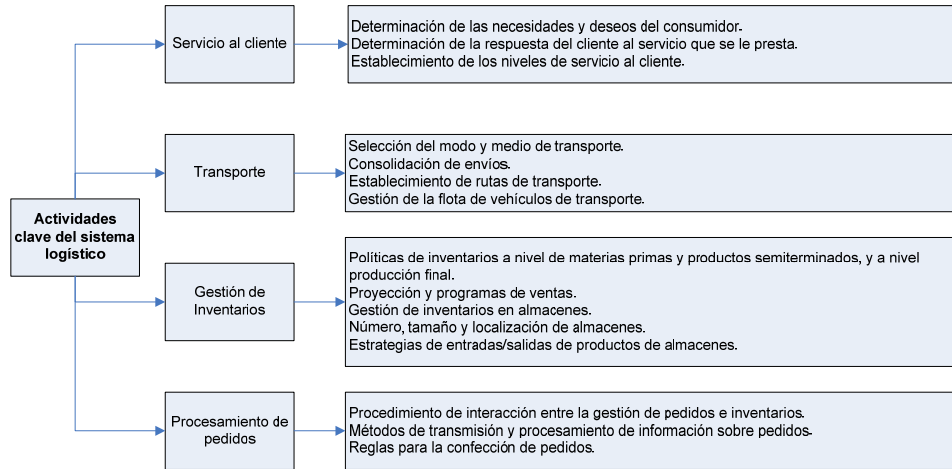 Actividades
clave del sistema
logístico
Servicio al cliente
Determinación de las necesidades y deseos del consumidor.
Determinación de la respuesta del cliente al servicio que se le presta.
Establecimiento de los niveles de servicio al cliente.
Transporte
Selección del modo y medio de transporte.
Consolidación de envíos.
Establecimiento de rutas de transporte.
Gestión de la flota de vehículos de transporte.
Gestión de
Inventarios
Políticas de inventarios a nivel de materias primas y productos semiterminados, y a nivel
producción final.
Proyección y programas de ventas.
Gestión de inventarios en almacenes.
Número, tamaño y localización de almacenes.
Estrategias de entradas/salidas de productos de almacenes.
Procesamiento de
pedidos
Procedimiento de interacción entre la gestión de pedidos e inventarios.
Métodos de transmisión y procesamiento de información sobre pedidos.
Reglas para la confección de pedidos.